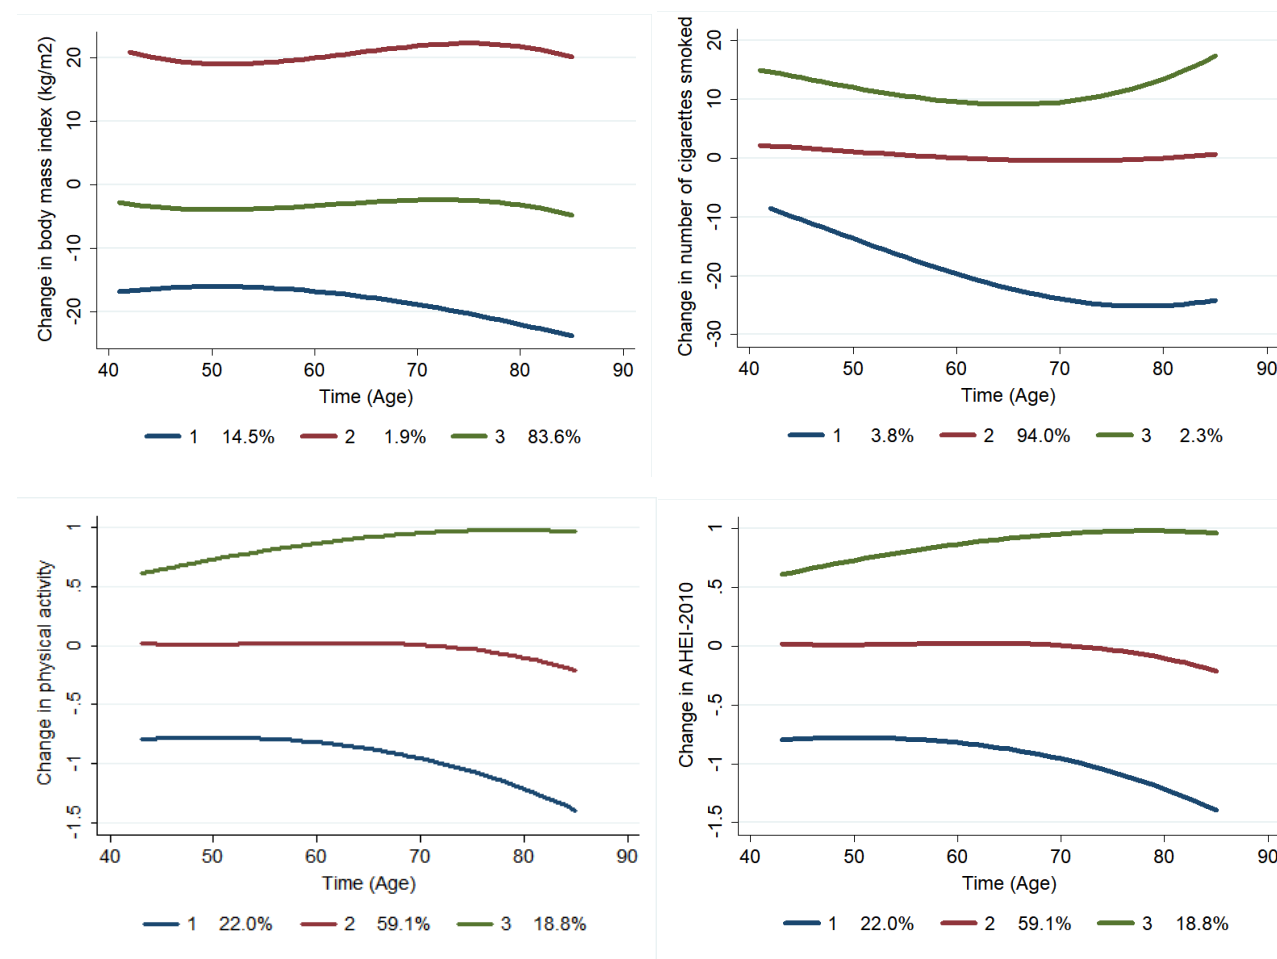 Change in body mass index (kg/m2)
20
10
0
-10
-20
40 50 60 70 80 90
Time (Age)
1 14.5% 2 1.9% 3 83.6%
Change in number of cigarettes smoked
20
10
0
-10
-20
-30
40 50 60 70 80 90
Time (Age)
1 3.8% 2 94.0% 3 2.3%
Change in physical activity
1
.5
0
-.5
-1
-1.5
40 50 60 70 80 90
Time (Age)
1 22.0% 2 59.1% 3 18.8%
Change in AHEI-2010
1
.5
0
-.5
-1
-1.5
40 50 60 70 80 90
Time (Age)
1 22.0% 2 59.1% 3 18.8%